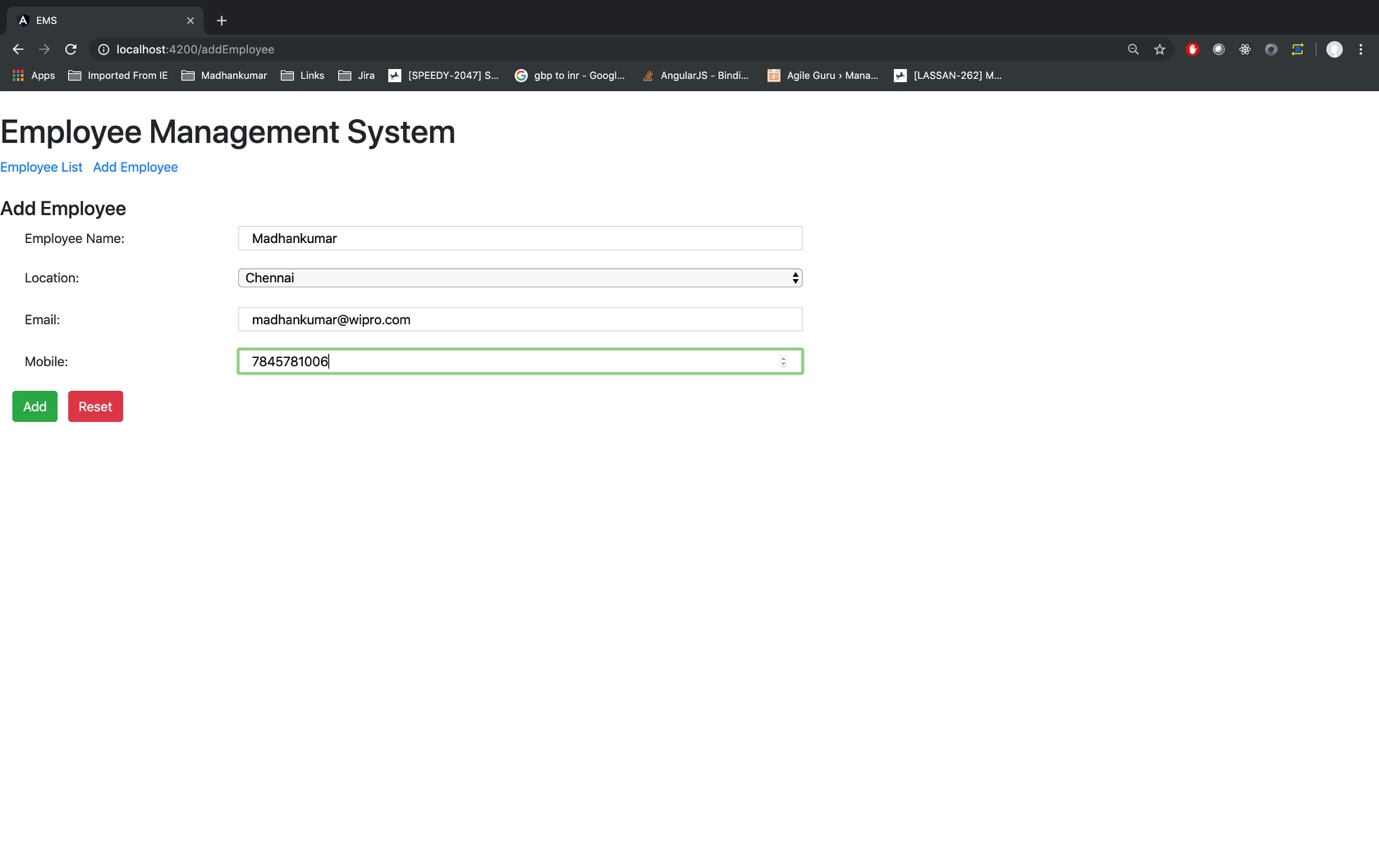 EMS
localhost:4200/addEmployee
Apps Imported From IE Madhankumar Links Jira [SPEEDY-2047] S... gbp to inr - Googl... AngularJS - Bindi... Agile Guru › Mana... [LASSAN-262] M...
Employee Management System
Employee List Add Employee
Add Employee
Employee Name: Madhankumar
Location: Chennai
Email: madhankumar@wipro.com
Mobile: 7845781006
Add Reset